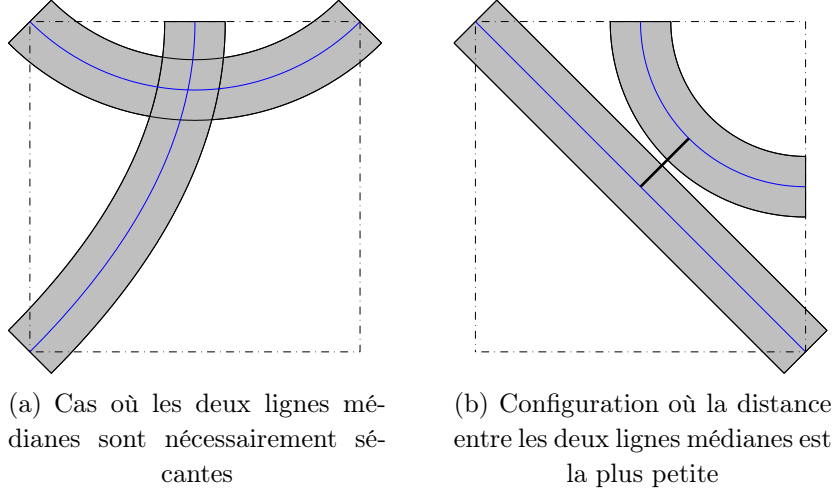 (a) Cas où les deux lignes mé-
dianes sont nécessairement sé-
cantes
(b) Configuration où la distance
entre les deux lignes médianes est
la plus petite